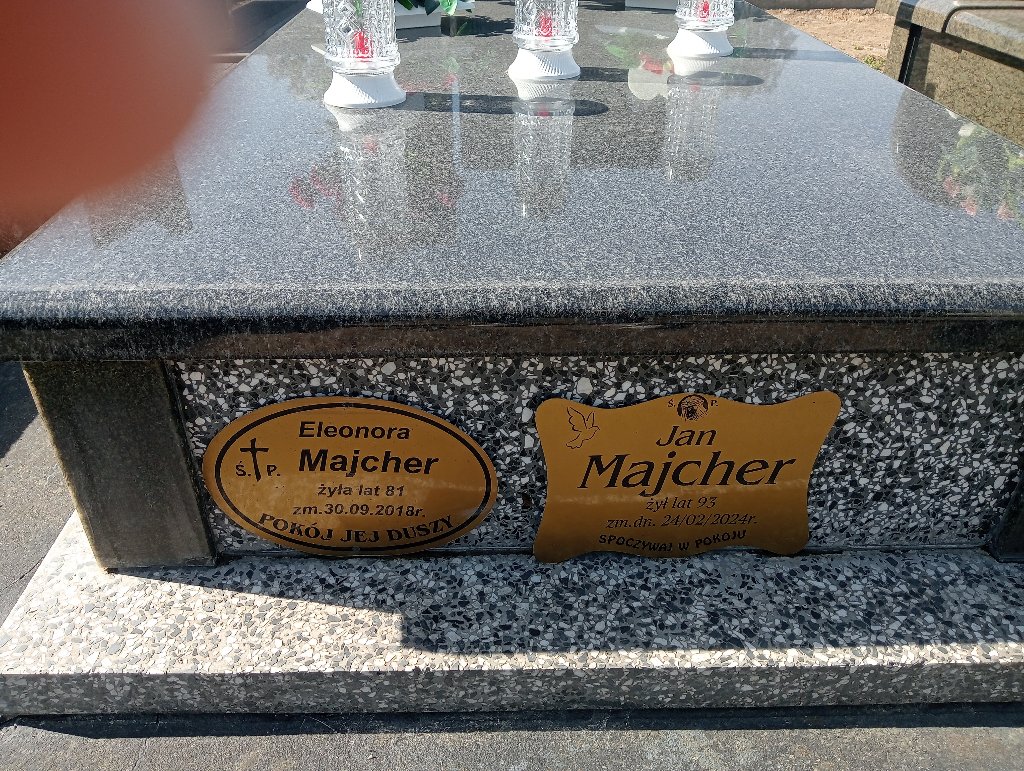 Eleonora
Ś. P. Majcher
żyła lat 81
zm.30.09.2018r.
POKÓJ JEJ DUSZY
Ś. P.
Jan
Majcher
żył lat 93
zm.dn. 24/02/2024r.
SPOCZYWAJ W POKOJU